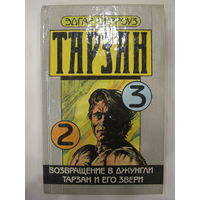 ЭДГАР БЕРРОУЗ
ТАРЗАН
3
2
ВОЗВРАЩЕНИЕ В ДЖУНГЛИ
ТАРЗАН И ЕГО ЗВЕРИ